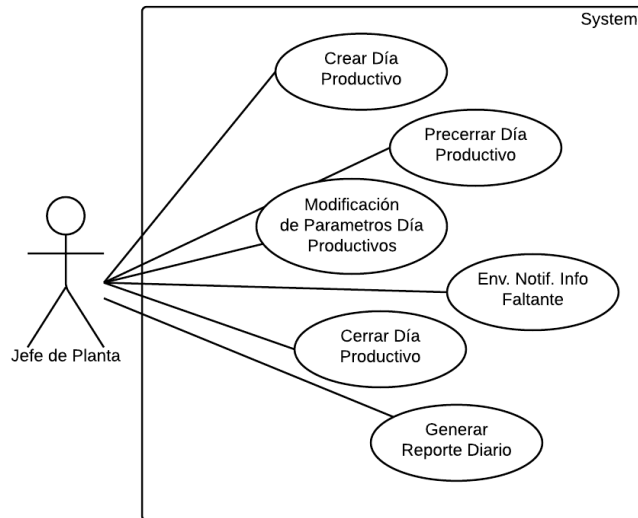 System
Crear Día
Productivo
Precerrar Día
Productivo
Modificación
de Parametros Día
Productivos
Env. Notif. Info
Faltante
Cerrar Día
Productivo
Jefe de Planta
Generar
Reporte Diario